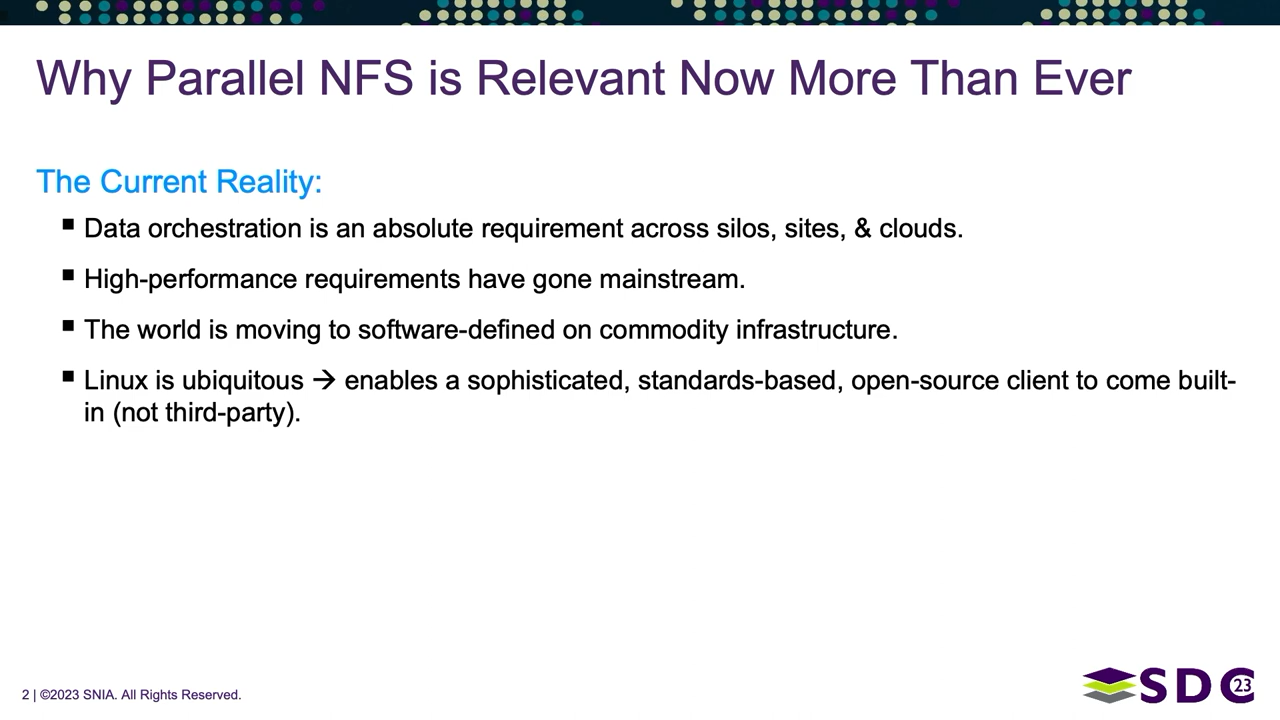 Why Parallel NFS is Relevant Now More Than Ever
The Current Reality:
▪ Data orchestration is an absolute requirement across silos, sites, & clouds.
▪ High-performance requirements have gone mainstream.
▪ The world is moving to software-defined on commodity infrastructure.
▪ Linux is ubiquitous → enables a sophisticated, standards-based, open-source client to come built-
in (not third-party).
2 | ©2023 SNIA. All Rights Reserved.
SDC 23